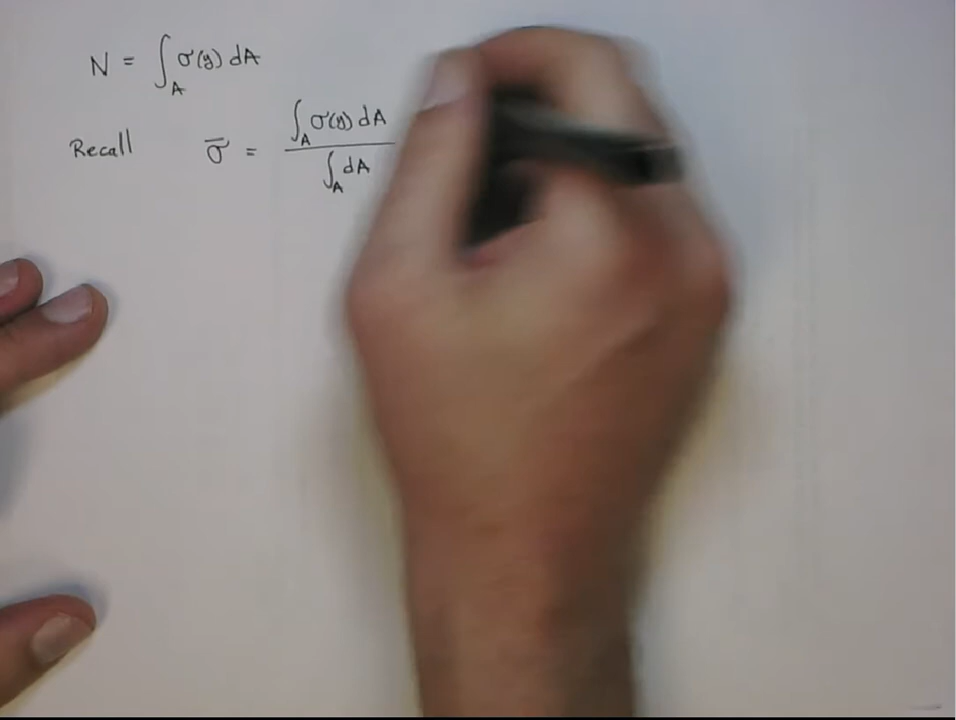 N = ∫_A σ(y) dA
Recall σ̄ = ∫_A σ(y) dA / ∫_A dA